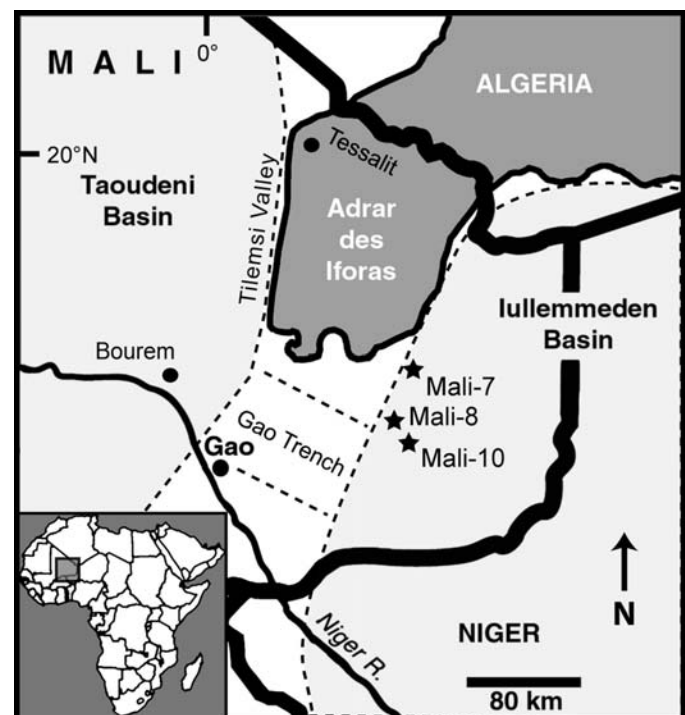 M A L I
0°
ALGERIA
20°N
Tessalit
Taoudeni
Basin
Tilemsi Valley
Adrar
des
Iforas
Iullemmeden
Basin
Bourem
Mali-7
Mali-8
Mali-10
Gao Trench
Gao
N
Niger R.
NIGER
80 km